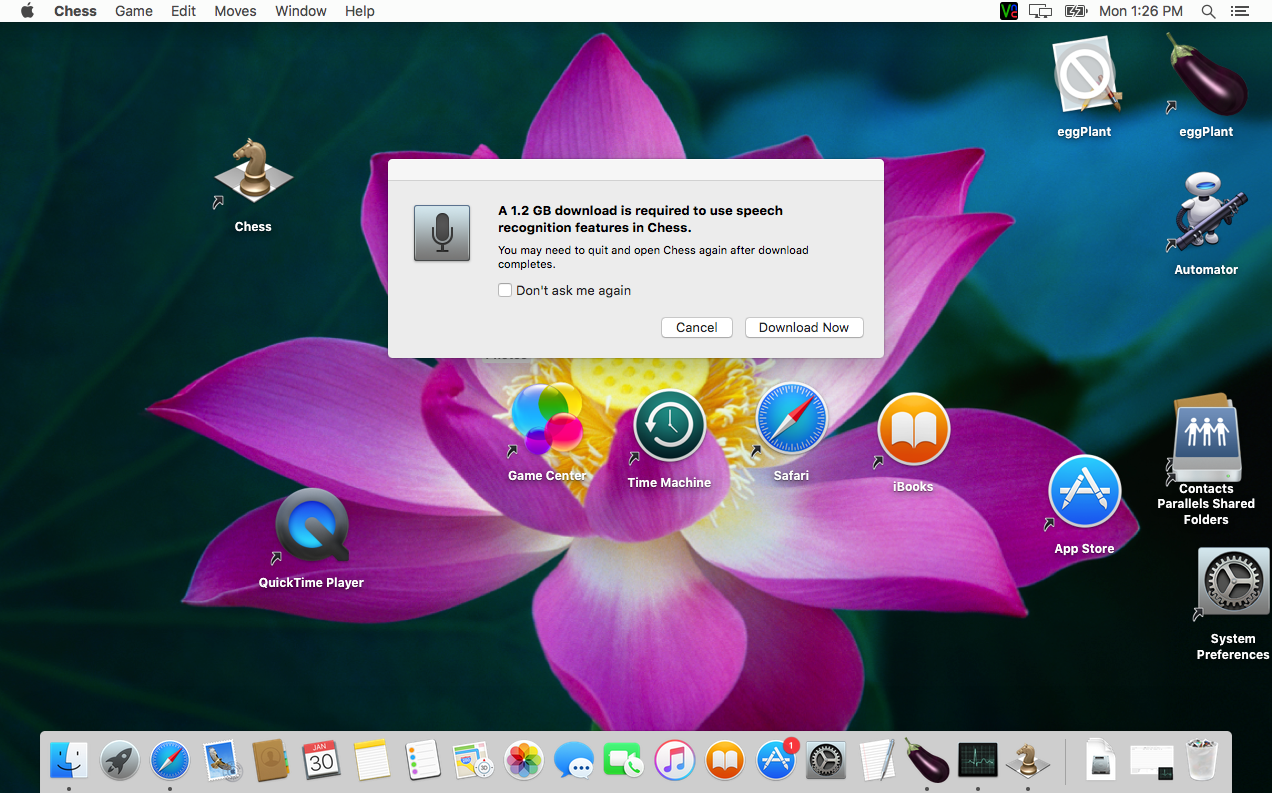 Chess Game Edit Moves Window Help Mon 1:26 PM
eggPlant
eggPlant
Chess
A 1.2 GB download is required to use speech
recognition features in Chess.
You may need to quit and open Chess again after download
completes.
Don't ask me again
Cancel
Download Now
Automator
Game Center
Time Machine
Safari
iBooks
Contacts
Parallels Shared
Folders
App Store
QuickTime Player
System
Preferences
JAN
30
3D
1